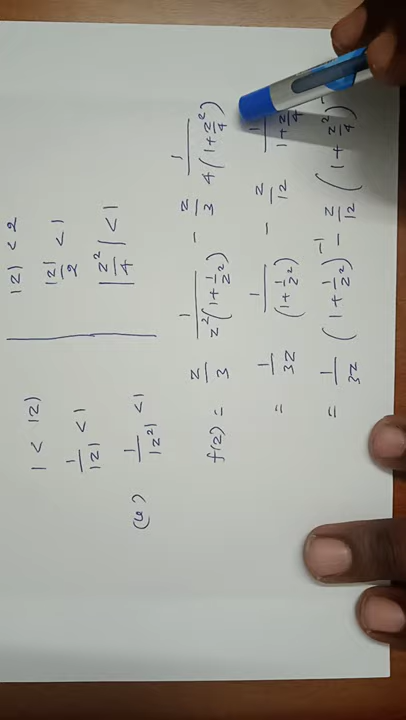 1 < |z| |z| < 2
1/|z| < 1 |z|/2 < 1
(ie) 1/|z²| < 1 |z²/4| < 1
f(z) = z/3 1/z²(1+1/z²) − z/3 1/4(1+z²/4)
= 1/3z 1/(1+1/z²) − z/12 1/1+z²/4
= 1/3z (1+1/z²)⁻¹ − z/12 (1+z²/4)⁻